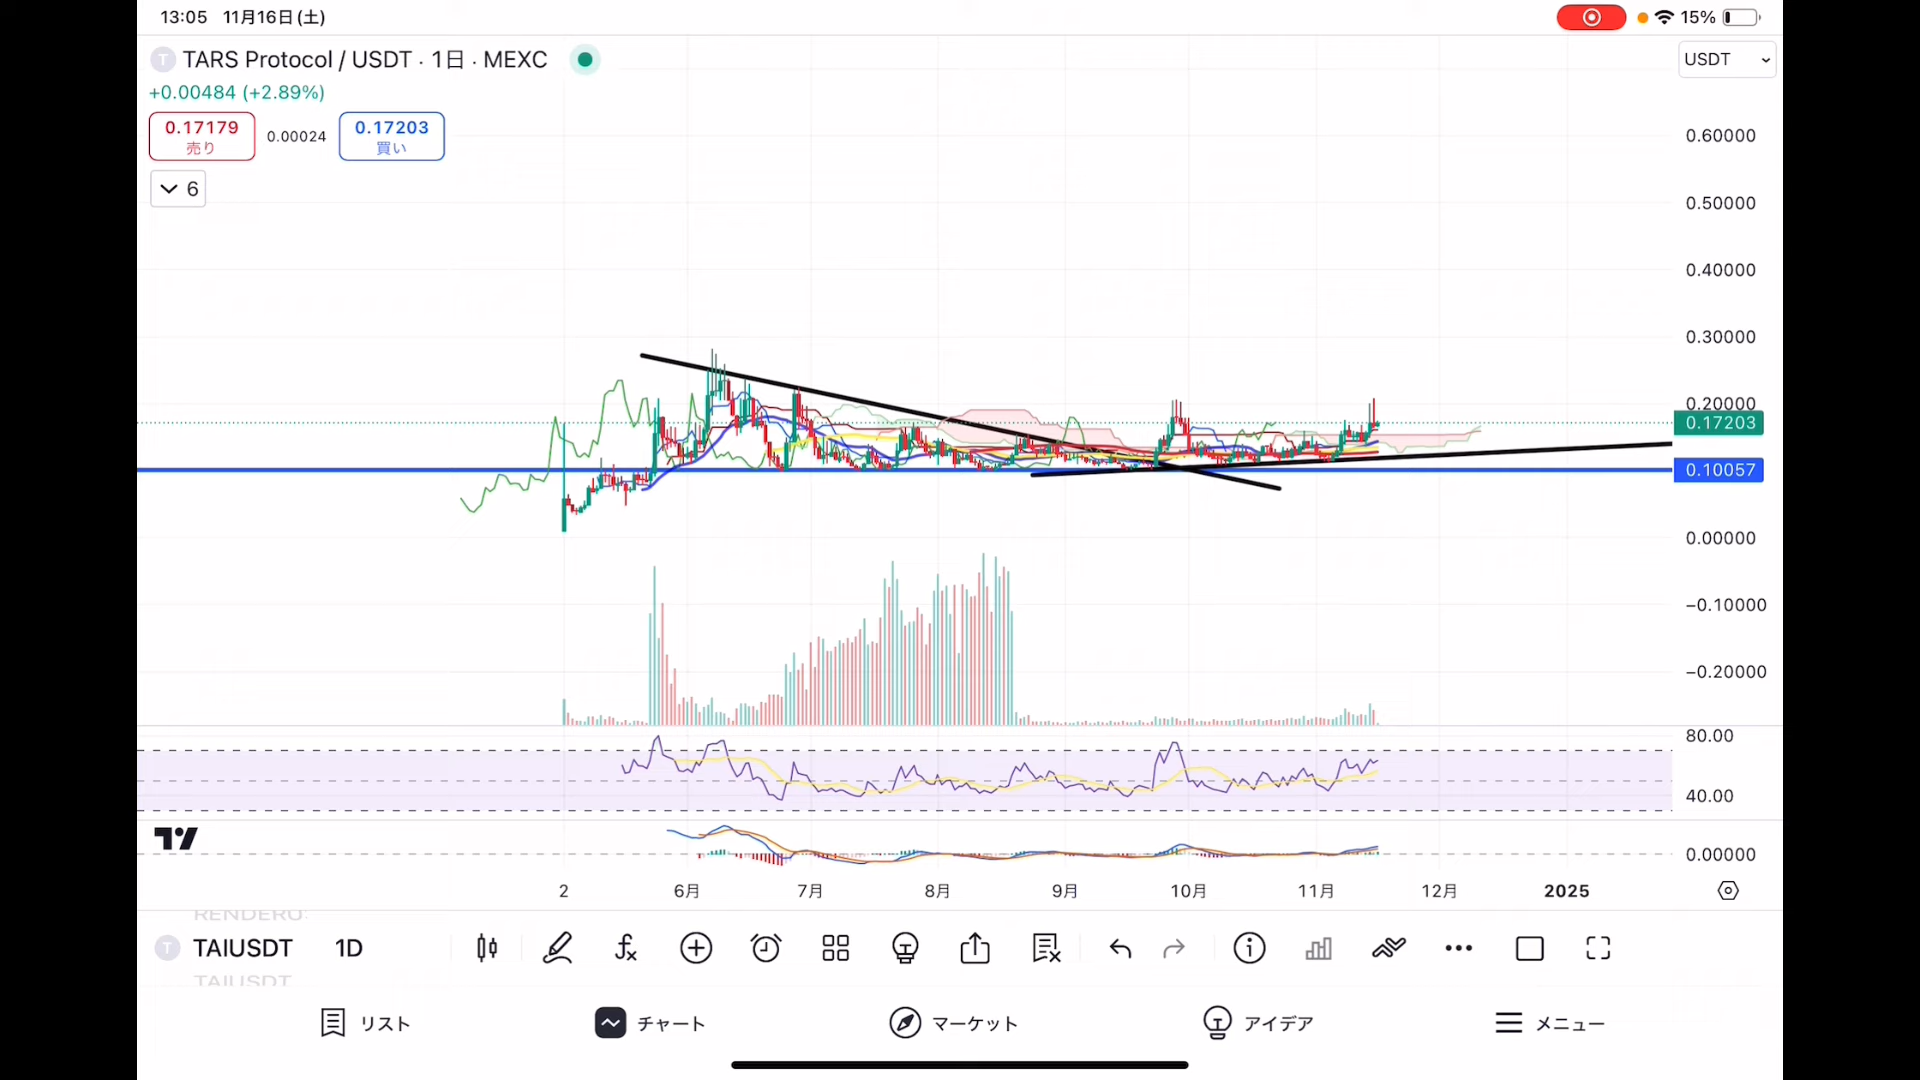 13:05 11月16日(土)
15%
T TARS Protocol / USDT · 1日 · MEXC
USDT
+0.00484 (+2.89%)
0.17179
売り
0.00024
0.17203
買い
6
0.60000
0.50000
0.40000
0.30000
0.20000
0.17203
0.10057
0.00000
−0.10000
−0.20000
80.00
40.00
0.00000
2 6月 7月 8月 9月 10月 11月 12月 2025
T TAIUSDT 1D
TAIUSDT
リスト チャート マーケット アイデア メニュー